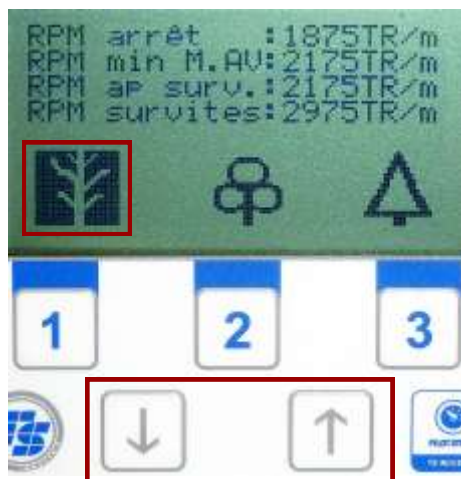 RPM arrêt :1875TR/m
RPM min M.AV:2175TR/m
RPM ap surv.:2175TR/m
RPM survites:2975TR/m
1 2 3